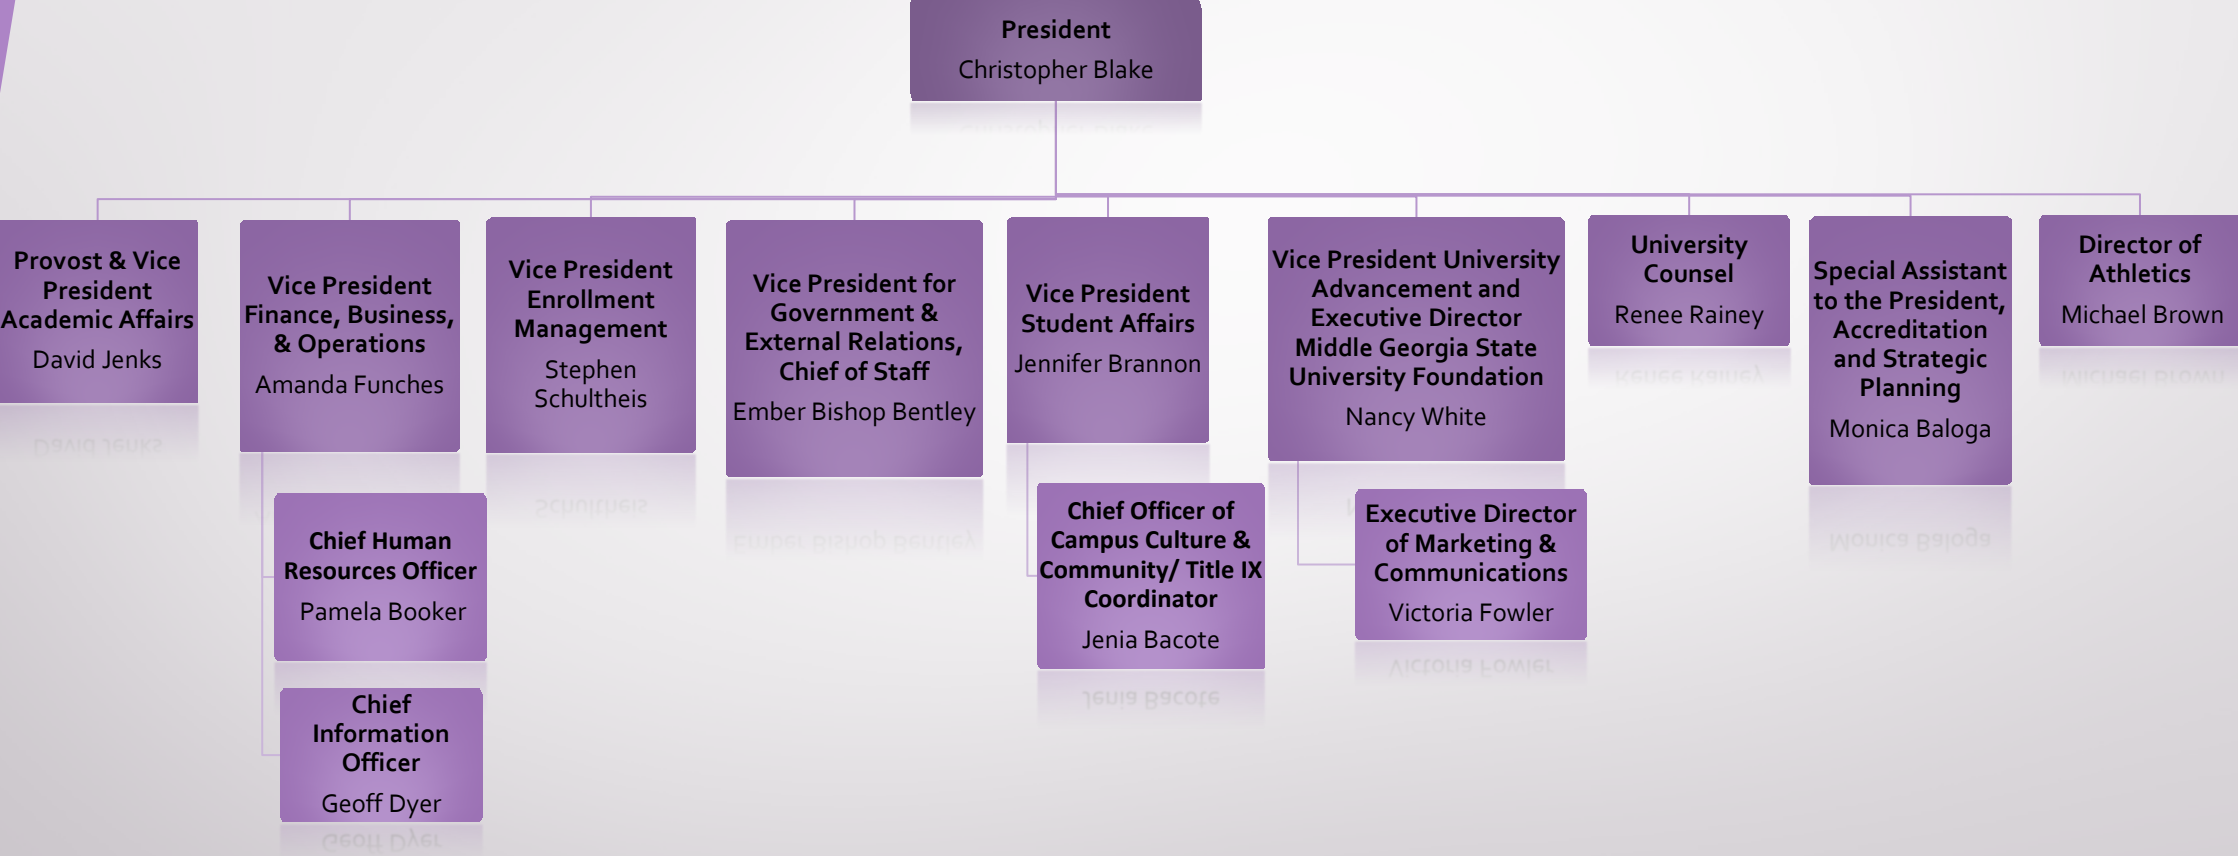 President
Christopher Blake
Provost & Vice
President
Academic Affairs
David Jenks
Vice President
Finance, Business,
& Operations
Amanda Funches
Vice President
Enrollment
Management
Stephen
Schultheis
Vice President for
Government &
External Relations,
Chief of Staff
Ember Bishop Bentley
Vice President
Student Affairs
Jennifer Brannon
Vice President University
Advancement and
Executive Director
Middle Georgia State
University Foundation
Nancy White
University
Counsel
Renee Rainey
Special Assistant
to the President,
Accreditation
and Strategic
Planning
Monica Baloga
Director of
Athletics
Michael Brown
Chief Human
Resources Officer
Pamela Booker
Chief
Information
Officer
Geoff Dyer
Chief Officer of
Campus Culture &
Community/ Title IX
Coordinator
Jenia Bacote
Executive Director
of Marketing &
Communications
Victoria Fowler